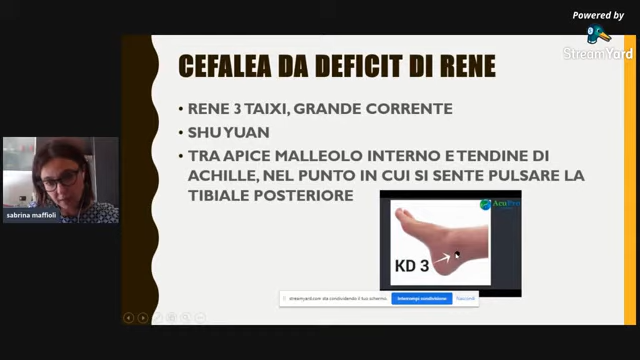 Powered by
StreamYard
CEFALEA DA DEFICIT DI RENE
• RENE 3 TAIXI, GRANDE CORRENTE
• SHU YUAN
• TRA APICE MALLEOLO INTERNO E TENDINE DI
ACHILLE, NEL PUNTO IN CUI SI SENTE PULSARE LA
TIBIALE POSTERIORE
sabrina maffioli
KD 3
streamyard.com sta condividendo il tuo schermo.
Interrompi condivisione
Nascondi